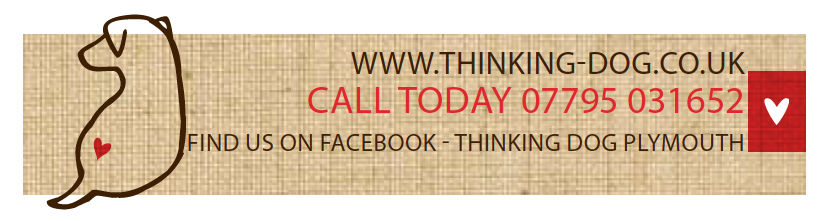 WWW.THINKING-DOG.CO.UK
CALL TODAY 07795 031652
FIND US ON FACEBOOK - THINKING DOG PLYMOUTH